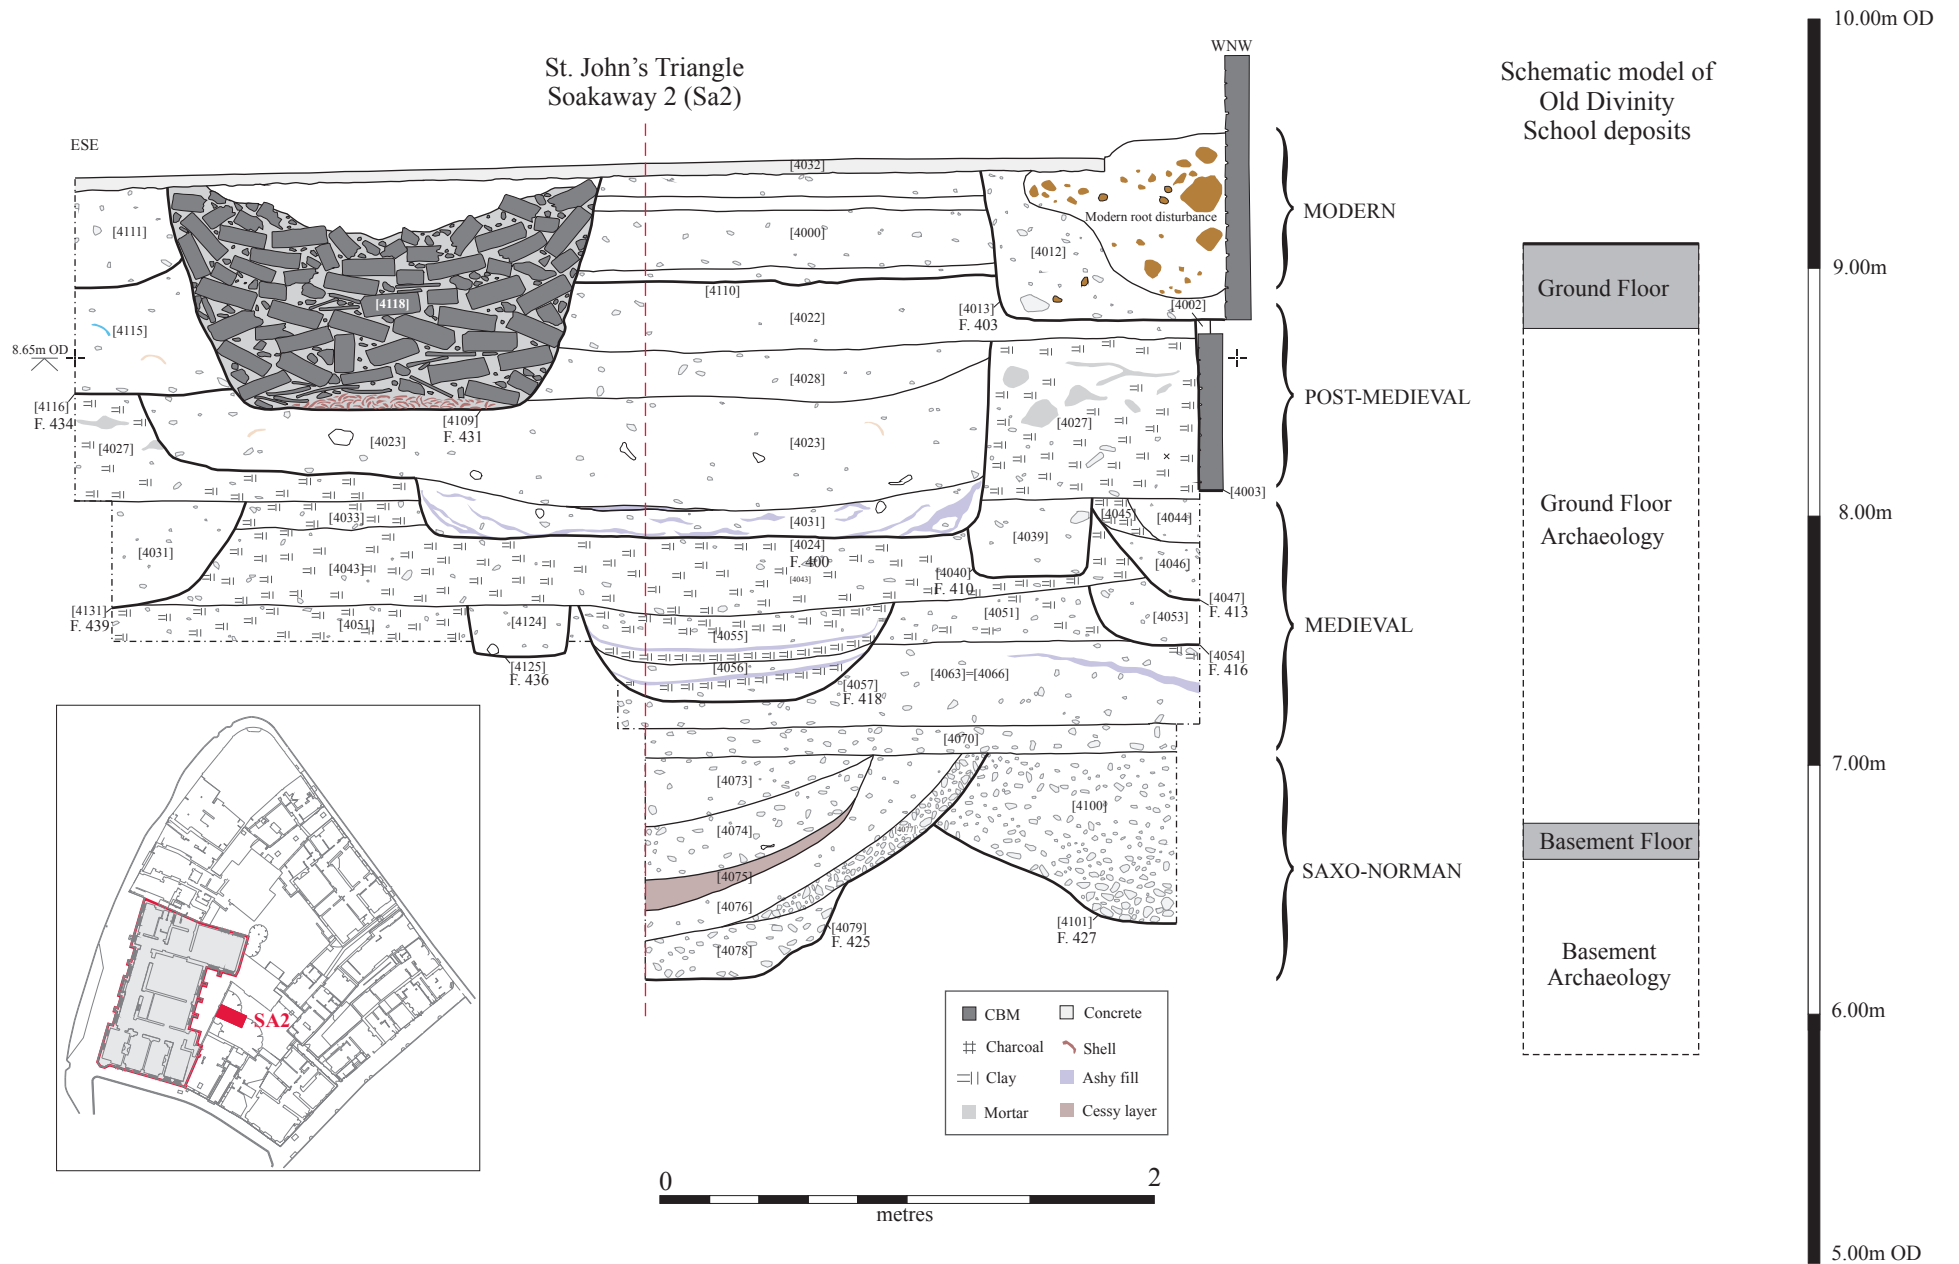 10.00m OD
WNW
St. John’s Triangle
Soakaway 2 (Sa2)
Schematic model of
Old Divinity
School deposits
ESE
[4032]
[4111]
[4000]
Modern root disturbance
[4012]
MODERN
9.00m
Ground Floor
[4118]
[4110]
[4013]
F. 403
[4002]
[4022]
[4115]
8.65m OD
[4028]
POST-MEDIEVAL
[4116]
F. 434
[4109]
F. 431
[4027]
[4023]
[4023]
[4027]
[4003]
8.00m
Ground Floor
Archaeology
[4033]
[4031]
[4045]
[4044]
[4031]
[4024]
F. 400
[4039]
[4046]
[4043]
[4043]
[4040]
F. 410
[4047]
F. 413
[4131]
F. 439
[4051]
[4124]
[4051]
[4053]
MEDIEVAL
[4055]
[4056]
[4125]
F. 436
[4057]
F. 418
[4063]=[4066]
[4054]
F. 416
[4070]
7.00m
[4073]
[4074]
[4077]
[4100]
Basement Floor
[4075]
SAXO-NORMAN
[4076]
[4079]
F. 425
[4101]
F. 427
[4078]
Basement
Archaeology
6.00m
SA2
CBM
Concrete
Charcoal
Shell
Clay
Ashy fill
Mortar
Cessy layer
0
2
metres
5.00m OD